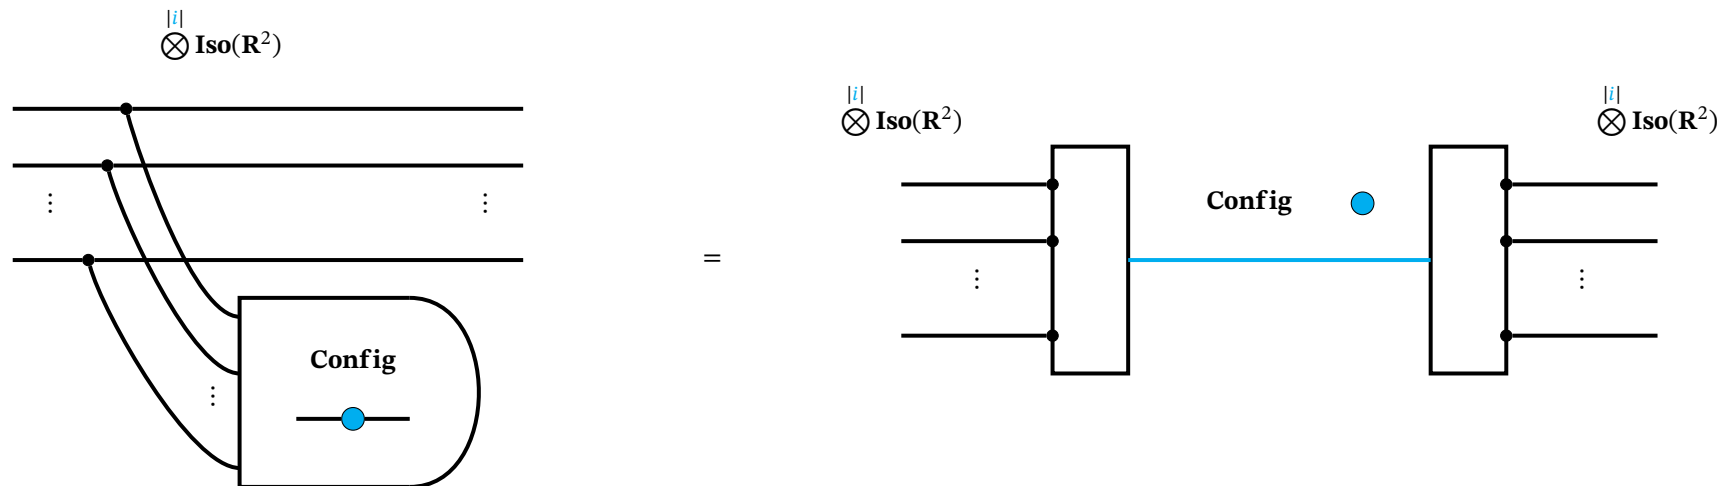 |i|
⨂ Iso(R²)
⋮ ⋮
Config
⋮
=
|i|
⨂ Iso(R²)
Config
|i|
⨂ Iso(R²)
⋮ ⋮